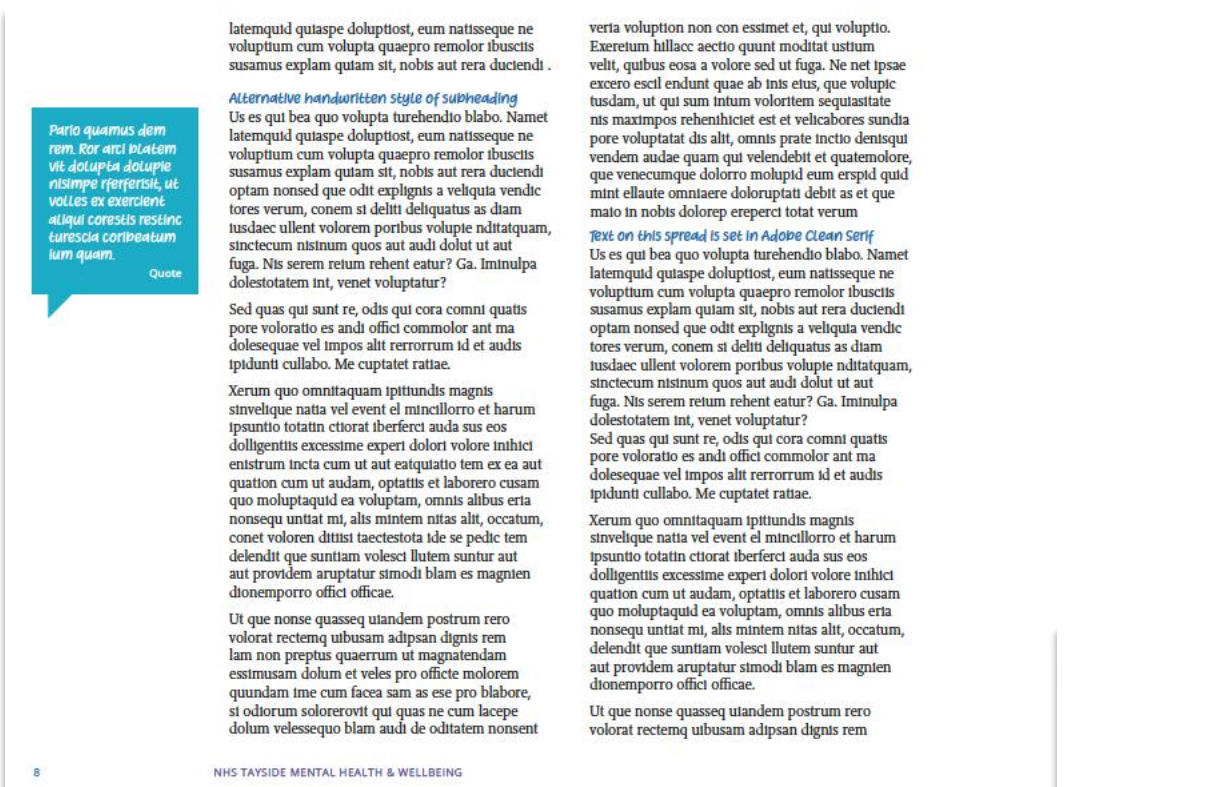 latemquid quiaspe doluptiost, eum natisseque ne
voluptium cum volupta quaepro remolor ibusciis
susamus explam quiam sit, nobis aut rera duciendi .
Alternative handwritten style of subheading
Us es qui bea quo volupta turehendio blabo. Namet
latemquid quiaspe doluptiost, eum natisseque ne
voluptium cum volupta quaepro remolor ibusciis
susamus explam quiam sit, nobis aut rera duciendi
optam nonsed que odit explignis a veliquia vendic
tores verum, conem si deliti deliquatus as diam
iusdaec ullent volorem poribus volupie nditatquam,
sinctecum nisinum quos aut audi dolut ut aut
fuga. Nis serem reium rehent eatur? Ga. Iminulpa
dolestotatem int, venet voluptatur?
Sed quas qui sunt re, odis qui cora comni quatis
pore voloratio es andi offici commolor ant ma
dolesequae vel impos alit rerrorrum id et audis
ipidunti cullabo. Me cuptatet ratiae.
Xerum quo omnitaquam ipitiundis magnis
sinvelique natia vel event el mincillorro et harum
ipsuntio totatin ctiorat iberferci auda sus eos
dolligentiis excessime experi dolori volore inihici
enistrum incta cum ut aut eatquiatio tem ex ea aut
quation cum ut audam, optatiis et laborero cusam
quo moluptaquid ea voluptam, omnis alibus eria
nonsequ untiat mi, alis mintem nitas alit, occatum,
conet voloren ditiisi taectestota ide se pedic tem
delendit que suntiam volesci llutem suntur aut
aut providem aruptatur simodi blam es magnien
dionemporro offici officae.
Ut que nonse quasseq uiandem postrum rero
volorat rectemq uibusam adipsan dignis rem
lam non preptus quaerrum ut magnatendam
essimusam dolum et veles pro officte molorem
quundam ime cum facea sam as ese pro blabore,
si odiorum solorerovit qui quas ne cum lacepe
dolum velessequo blam audi de oditatem nonsent
veria voluption non con essimet et, qui voluptio.
Exereium hillacc aectio quunt moditat ustium
velit, quibus eosa a volore sed ut fuga. Ne net ipsae
excero escil endunt quae ab inis eius, que volupic
tusdam, ut qui sum intum voloritem sequiasitate
nis maximpos rehenihiciet est et velicabores sundia
pore voluptatat dis alit, omnis prate inctio denisqui
vendem audae quam qui velendebit et quatemolore,
que venecumque dolorro molupid eum erspid quid
mint ellaute omniaere doloruptati debit as et que
maio in nobis dolorep ereperci totat verum
Text on this spread is set in Adobe Clean Serif
Us es qui bea quo volupta turehendio blabo. Namet
latemquid quiaspe doluptiost, eum natisseque ne
voluptium cum volupta quaepro remolor ibusciis
susamus explam quiam sit, nobis aut rera duciendi
optam nonsed que odit explignis a veliquia vendic
tores verum, conem si deliti deliquatus as diam
iusdaec ullent volorem poribus volupie nditatquam,
sinctecum nisinum quos aut audi dolut ut aut
fuga. Nis serem reium rehent eatur? Ga. Iminulpa
dolestotatem int, venet voluptatur?
Sed quas qui sunt re, odis qui cora comni quatis
pore voloratio es andi offici commolor ant ma
dolesequae vel impos alit rerrorrum id et audis
ipidunti cullabo. Me cuptatet ratiae.
Xerum quo omnitaquam ipitiundis magnis
sinvelique natia vel event el mincillorro et harum
ipsuntio totatin ctiorat iberferci auda sus eos
dolligentiis excessime experi dolori volore inihici
quation cum ut audam, optatiis et laborero cusam
quo moluptaquid ea voluptam, omnis alibus eria
nonsequ untiat mi, alis mintem nitas alit, occatum,
delendit que suntiam volesci llutem suntur aut
aut providem aruptatur simodi blam es magnien
dionemporro offici officae.
Ut que nonse quasseq uiandem postrum rero
volorat rectemq uibusam adipsan dignis rem
Pario quamus dem
rem. Ror arci blatem
vit dolupta dolupie
nisimpe rferferisit, ut
volles ex exercient
aliqui corestis restinc
turescia coribeatum
ium quam.
Quote
8
NHS TAYSIDE MENTAL HEALTH & WELLBEING